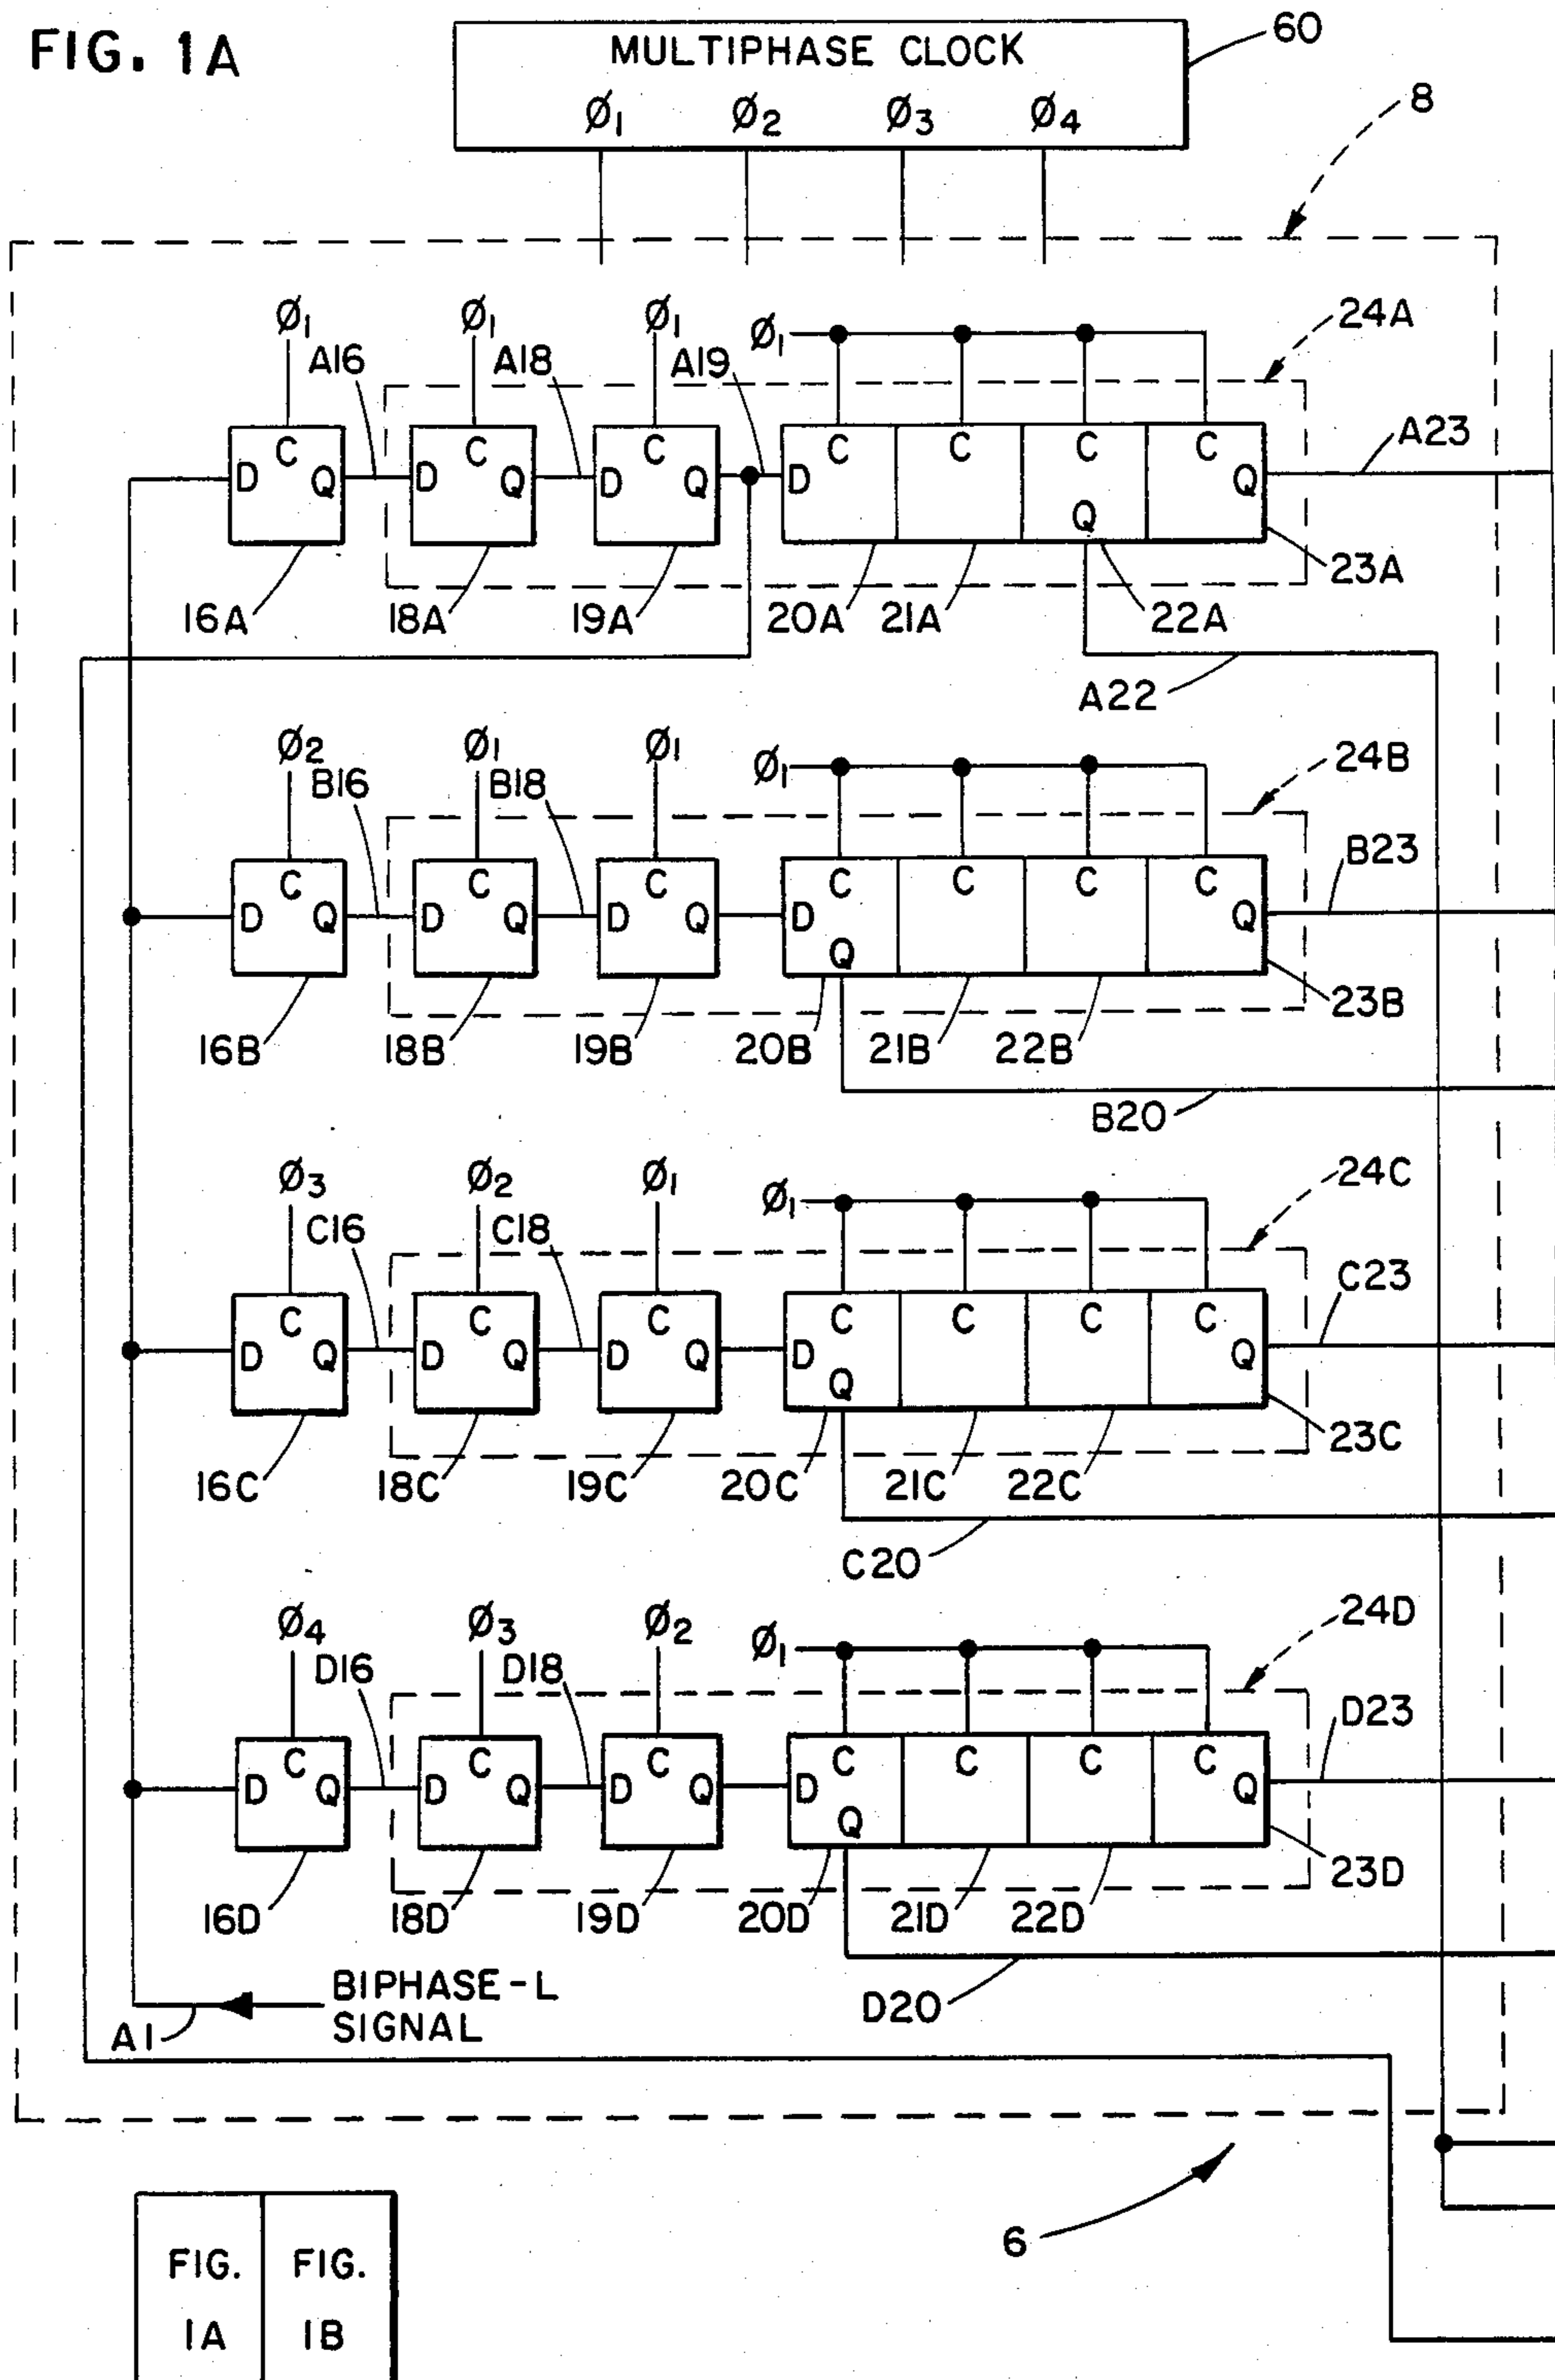 FIG. 1A
MULTIPHASE CLOCK
Ø1 Ø2 Ø3 Ø4
60
8
Ø1 Ø1 Ø1 Ø1
A16 A18 A19 24A
D C Q D C Q D C Q D C C C Q C Q
A23
16A 18A 19A 20A 21A 22A 23A
A22
Ø2 Ø1 Ø1 Ø1
B16 B18 24B
D C Q D C Q D C Q D C Q C C C Q
B23
16B 18B 19B 20B 21B 22B 23B
B20
Ø3 Ø2 Ø1 Ø1
C16 C18 24C
D C Q D C Q D C Q D C Q C C C Q
C23
16C 18C 19C 20C 21C 22C 23C
C20
Ø4 Ø3 Ø2 Ø1
D16 D18 24D
D C Q D C Q D C Q D C Q C C C Q
D23
16D 18D 19D 20D 21D 22D 23D
D20
BIPHASE-L
SIGNAL
A1
6
FIG. FIG.
1A 1B